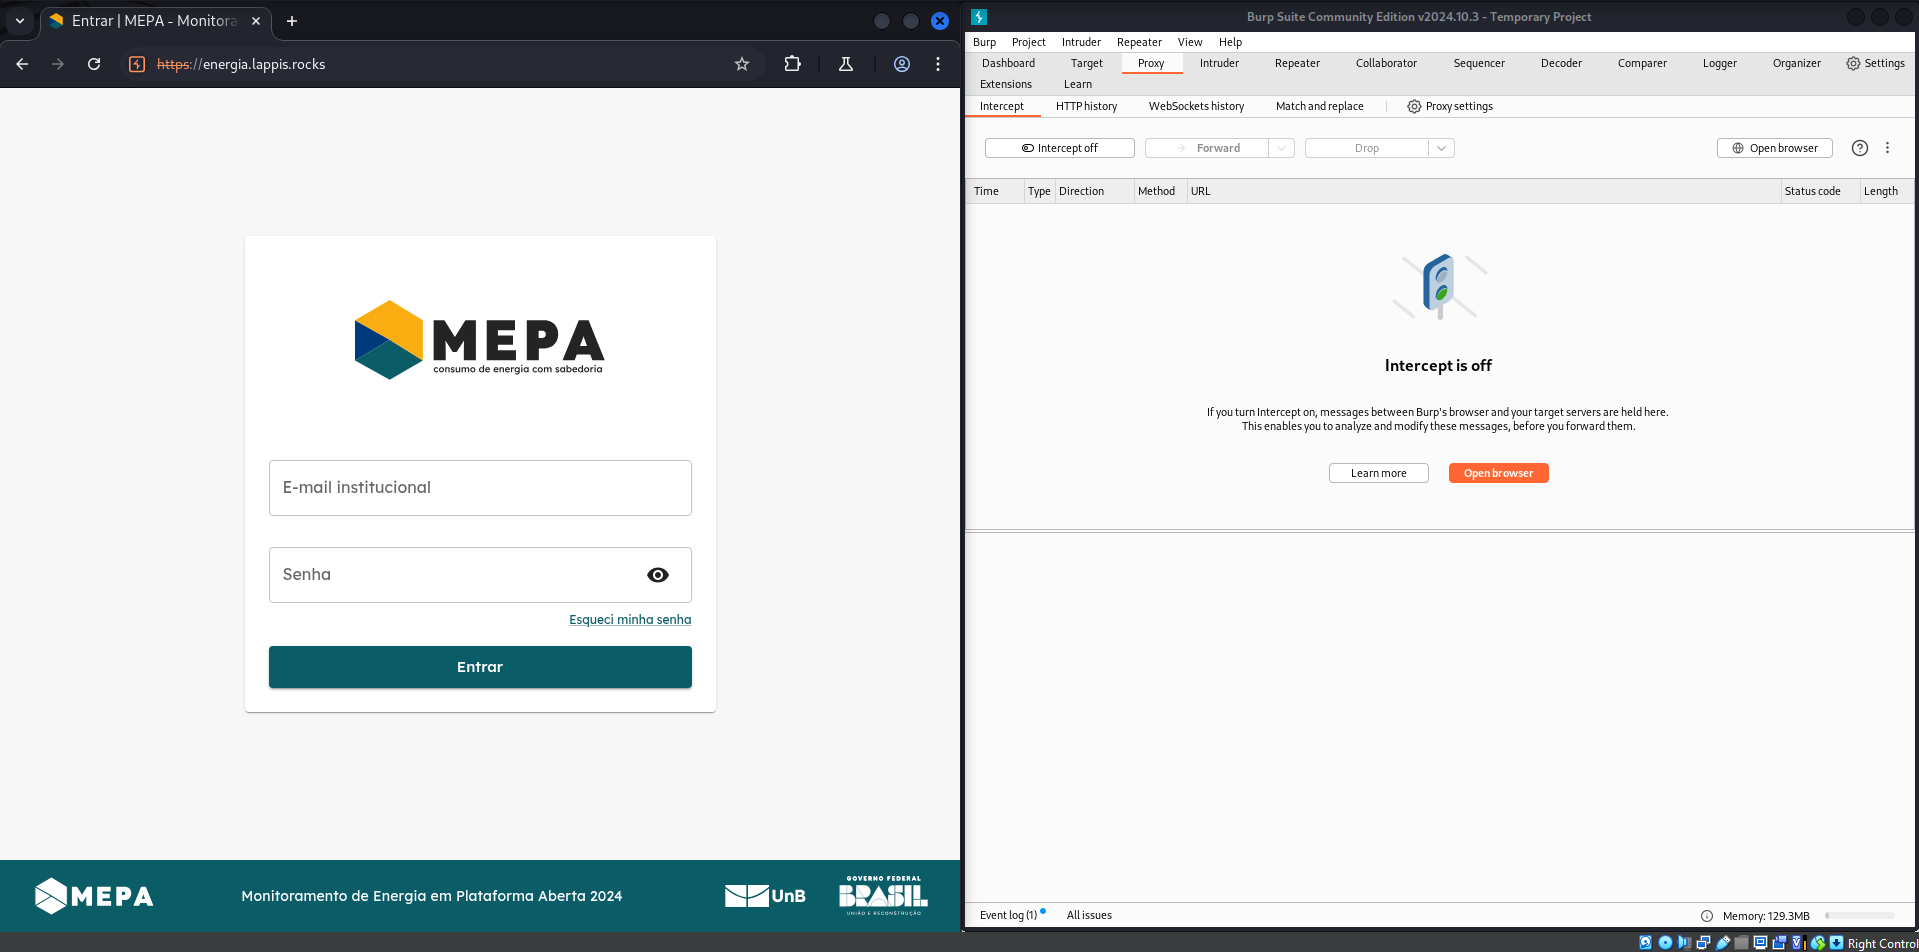 Entrar | MEPA - Monitora
https://energia.lappis.rocks
MEPA
consumo de energia com sabedoria
E-mail institucional
Senha
Esqueci minha senha
Entrar
MEPA
Monitoramento de Energia em Plataforma Aberta 2024
UnB
GOVERNO FEDERAL
BRASIL
UNIÃO E RECONSTRUÇÃO
Burp Suite Community Edition v2024.10.3 - Temporary Project
Burp Project Intruder Repeater View Help
Dashboard Target Proxy Intruder Repeater Collaborator Sequencer Decoder Comparer Logger Organizer Settings
Extensions Learn
Intercept HTTP history WebSockets history Match and replace Proxy settings
Intercept off Forward Drop Open browser
Time Type Direction Method URL Status code Length
Intercept is off
If you turn Intercept on, messages between Burp's browser and your target servers are held here.
This enables you to analyze and modify these messages, before you forward them.
Learn more Open browser
Event log (1) All issues Memory: 129.3MB
Right Control